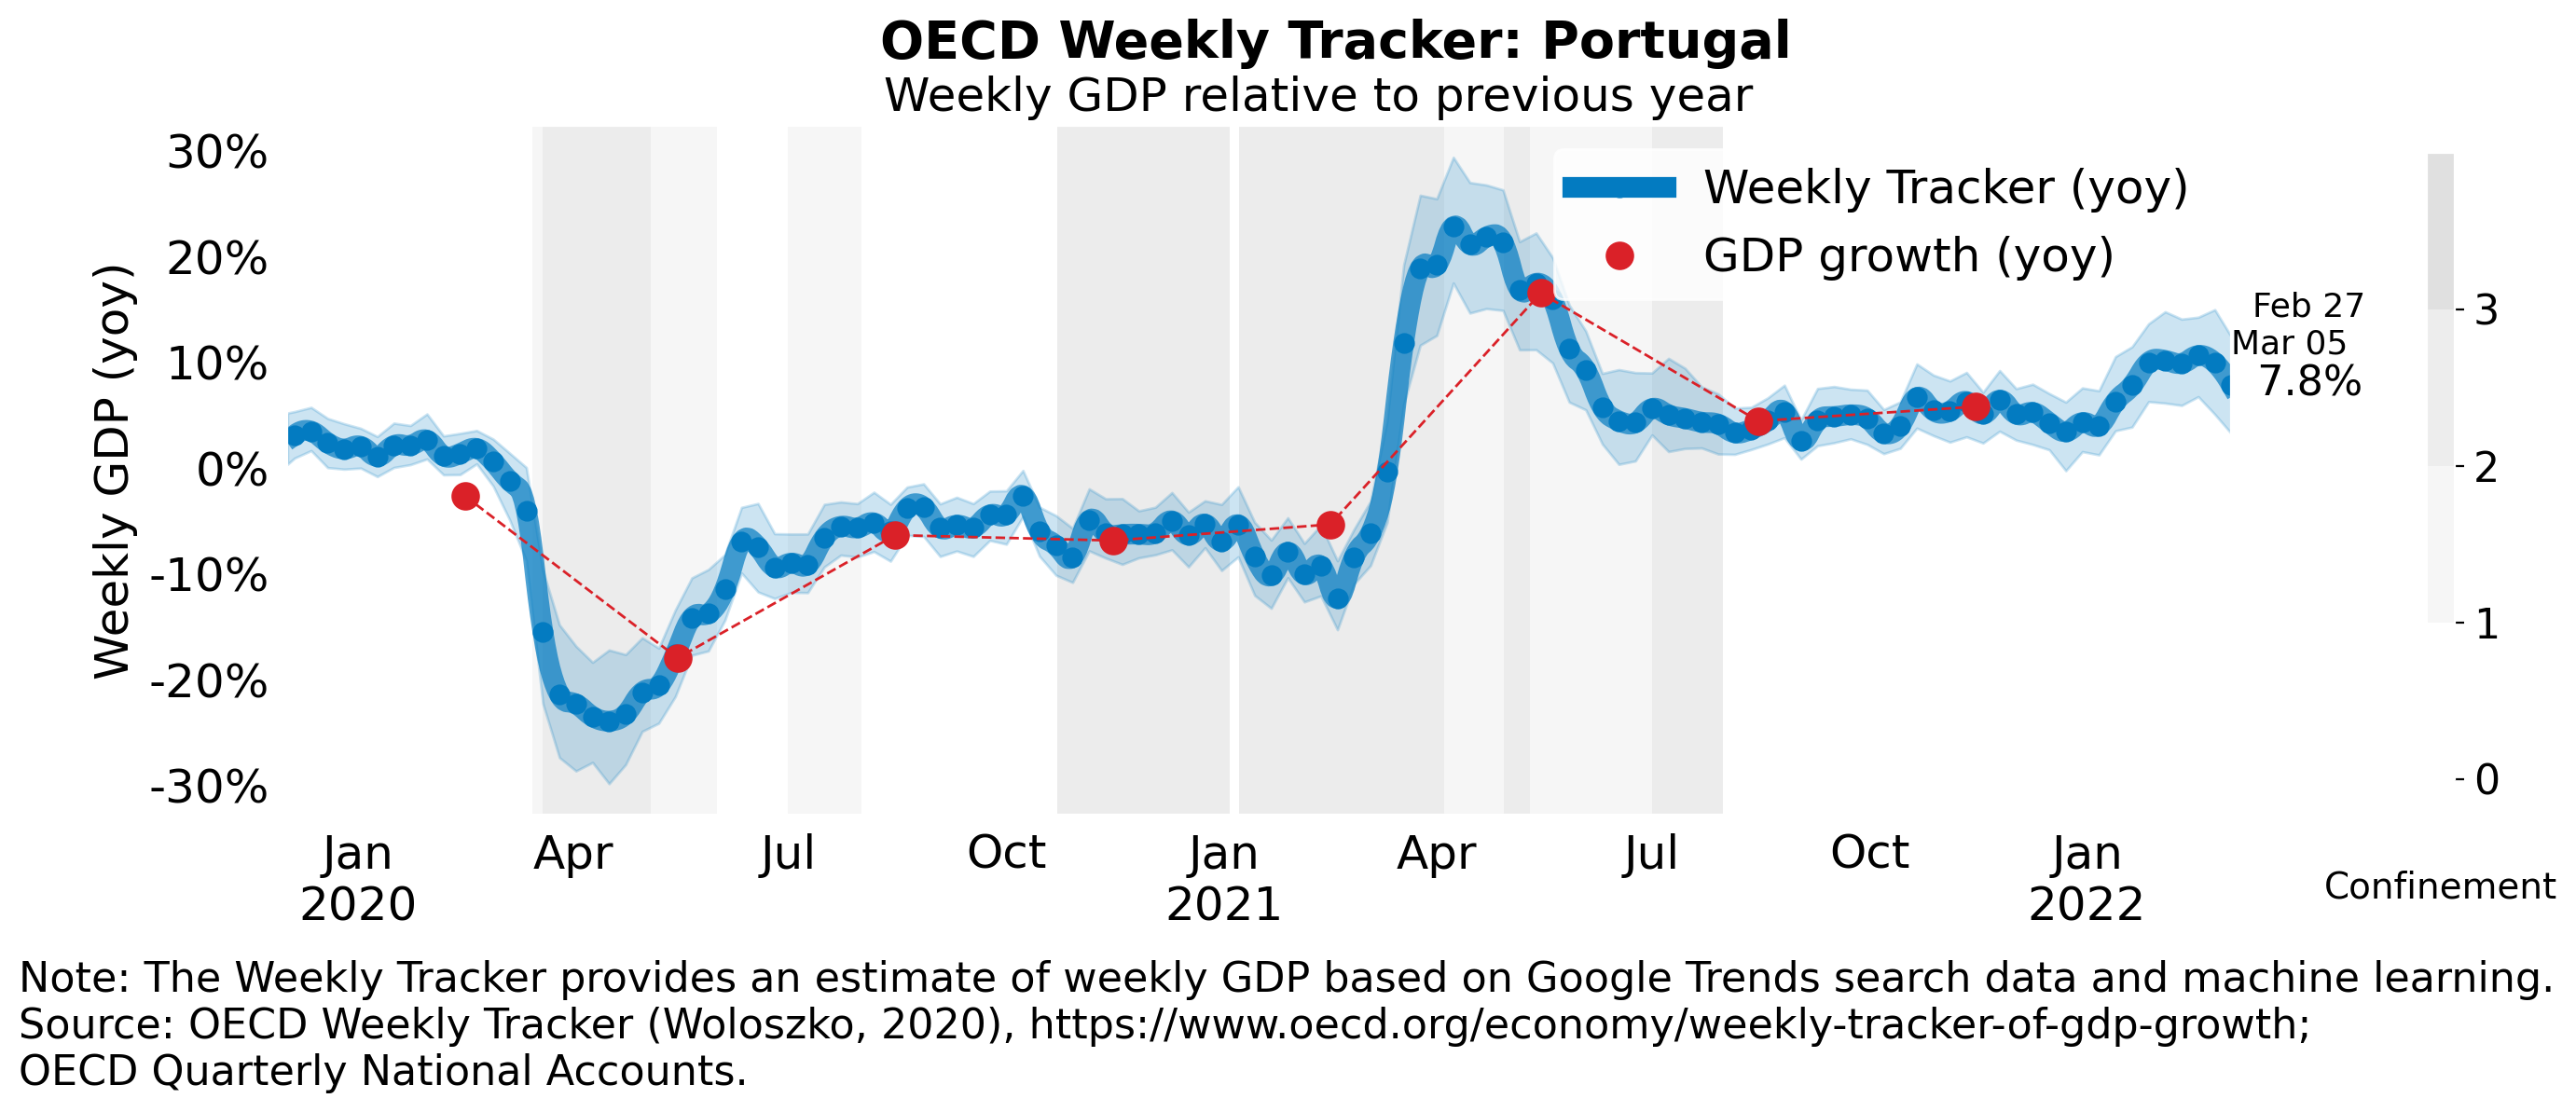 OECD Weekly Tracker: Portugal
Weekly GDP relative to previous year
Weekly GDP (yoy)
30%
20%
10%
0%
-10%
-20%
-30%
Weekly Tracker (yoy)
GDP growth (yoy)
Feb 27
Mar 05
7.8%
3
2
1
0
Confinement
Jan Apr Jul Oct Jan Apr Jul Oct Jan
2020 2021 2022
Note: The Weekly Tracker provides an estimate of weekly GDP based on Google Trends search data and machine learning.
Source: OECD Weekly Tracker (Woloszko, 2020), https://www.oecd.org/economy/weekly-tracker-of-gdp-growth;
OECD Quarterly National Accounts.